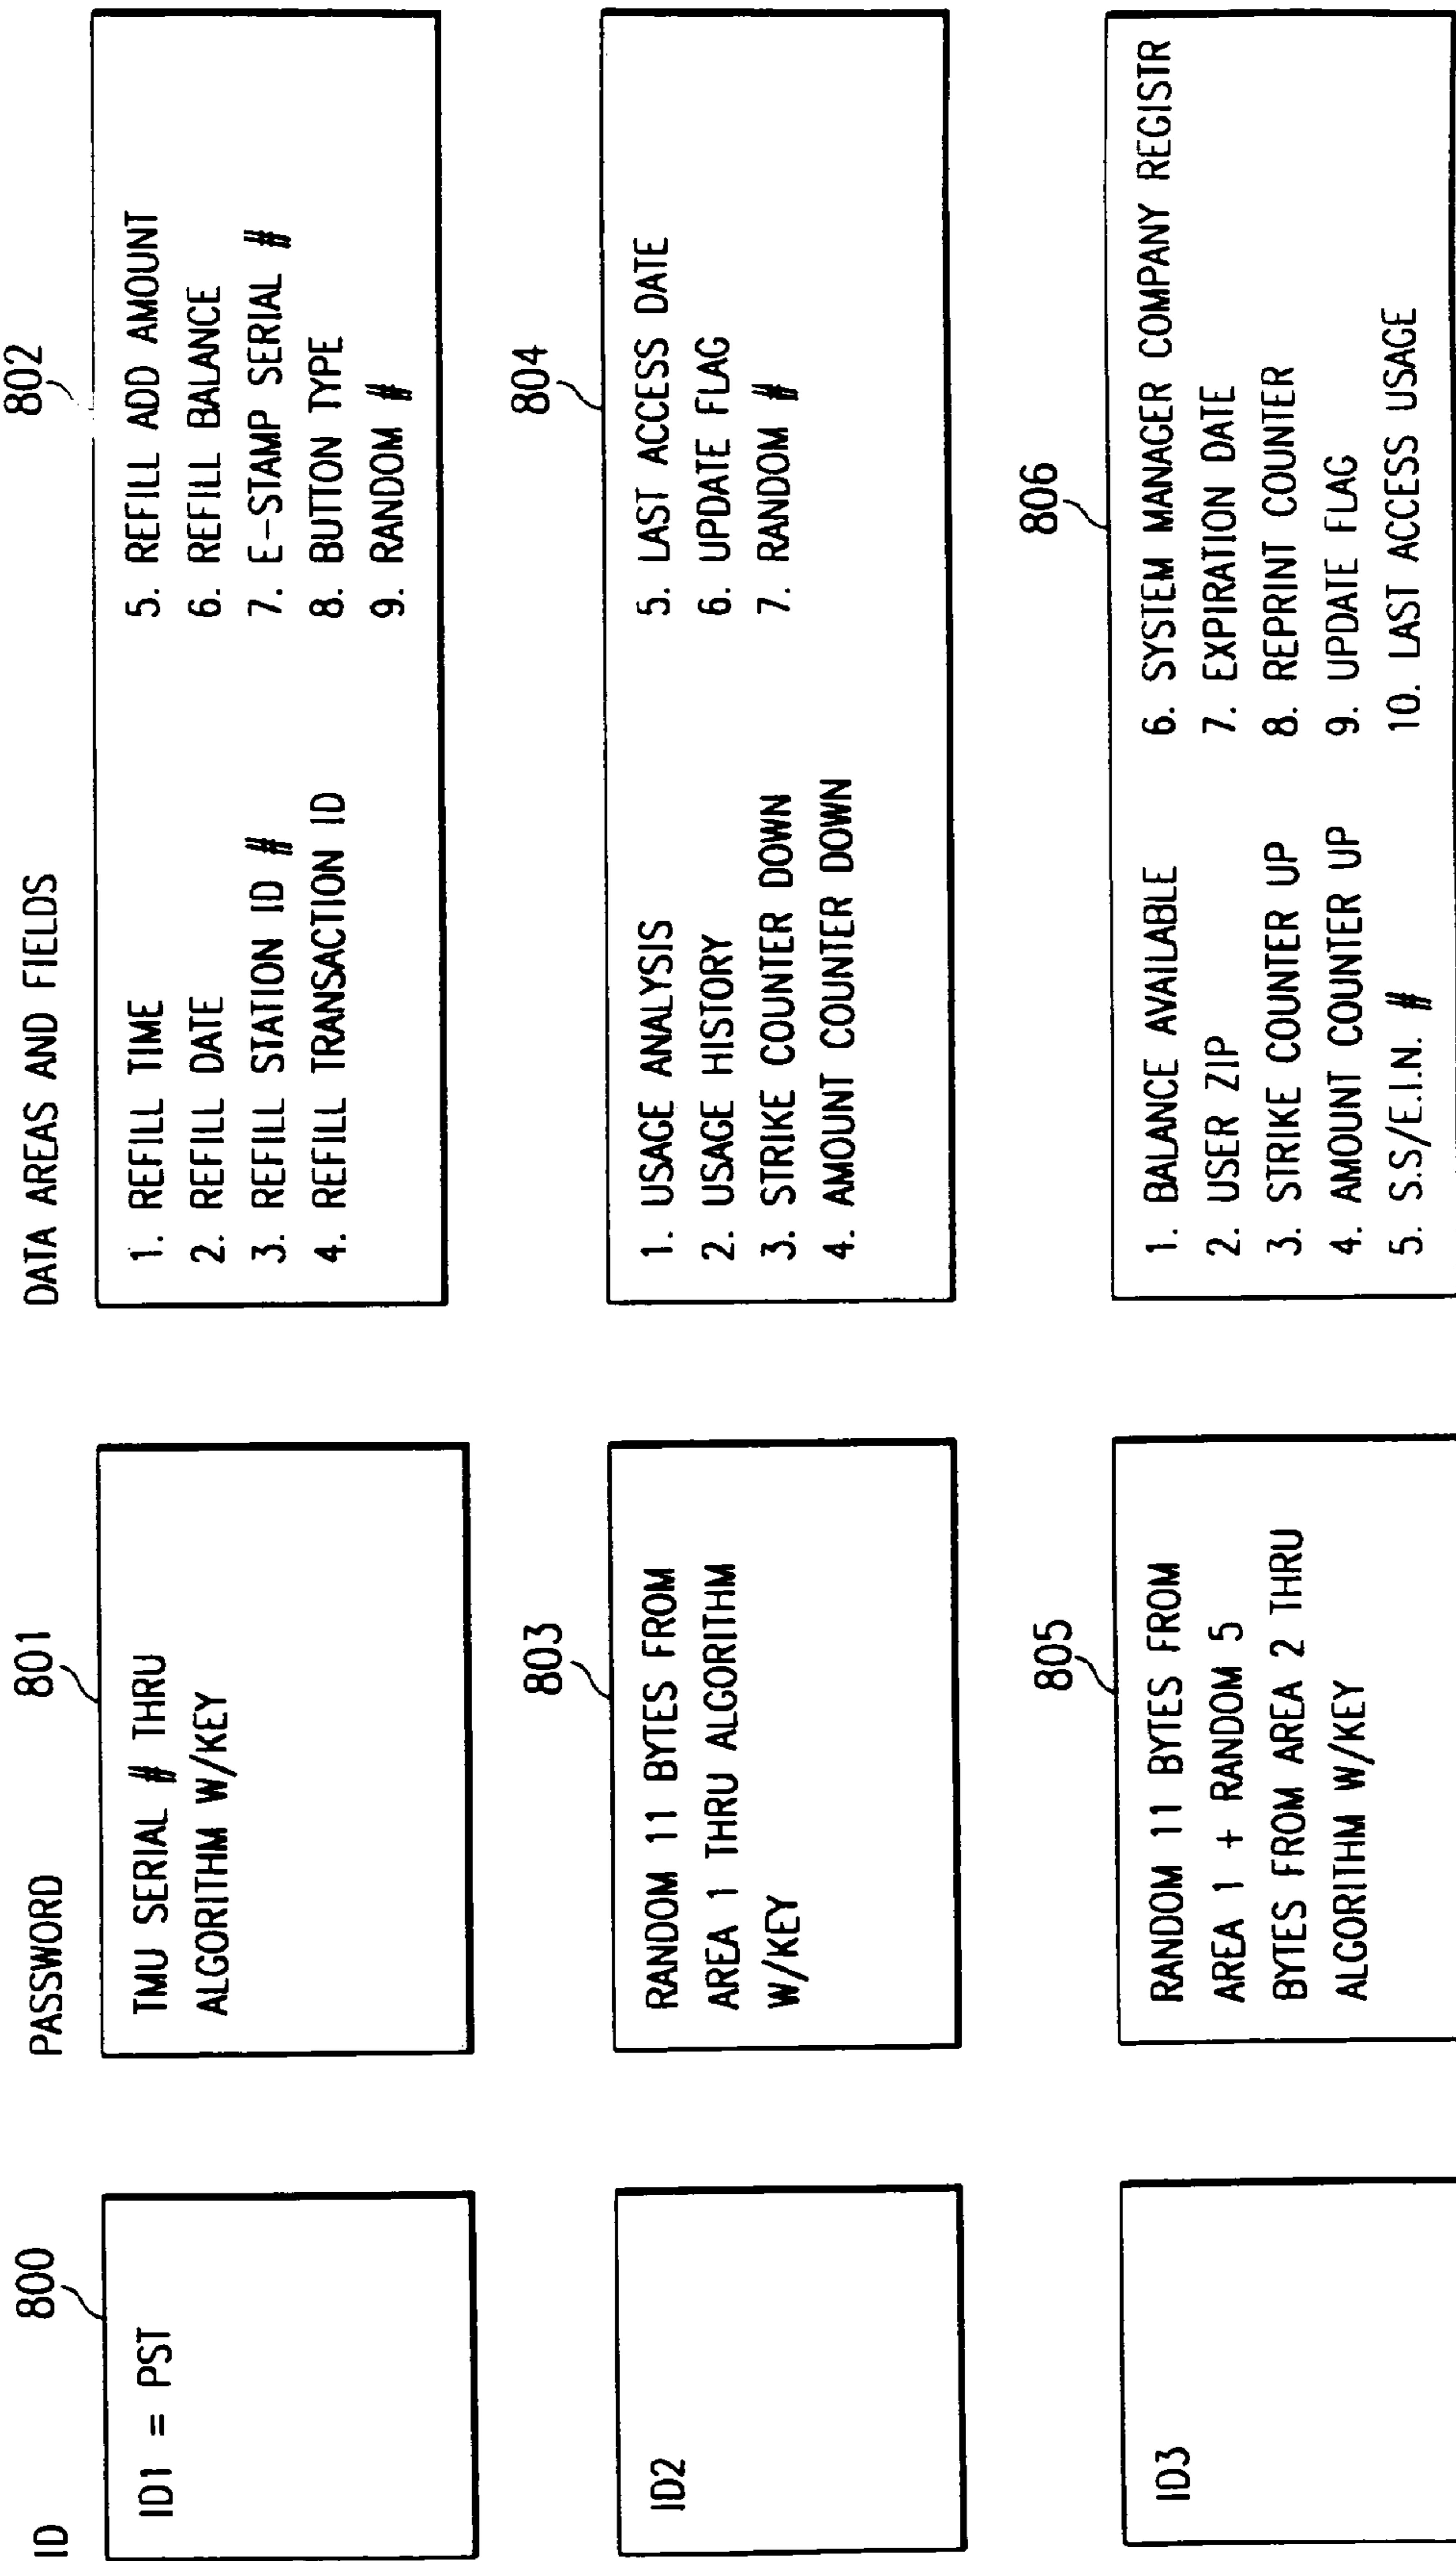 ID
PASSWORD
DATA AREAS AND FIELDS
800
801
802
ID1 = PST
TMU SERIAL # THRU
ALGORITHM W/KEY
1. REFILL TIME
2. REFILL DATE
3. REFILL STATION ID #
4. REFILL TRANSACTION ID
5. REFILL ADD AMOUNT
6. REFILL BALANCE
7. E-STAMP SERIAL #
8. BUTTON TYPE
9. RANDOM #
803
804
ID2
RANDOM 11 BYTES FROM
AREA 1 THRU ALGORITHM
W/KEY
1. USAGE ANALYSIS
2. USAGE HISTORY
3. STRIKE COUNTER DOWN
4. AMOUNT COUNTER DOWN
5. LAST ACCESS DATE
6. UPDATE FLAG
7. RANDOM #
805
806
ID3
RANDOM 11 BYTES FROM
AREA 1 + RANDOM 5
BYTES FROM AREA 2 THRU
ALGORITHM W/KEY
1. BALANCE AVAILABLE
2. USER ZIP
3. STRIKE COUNTER UP
4. AMOUNT COUNTER UP
5. S.S/E.I.N. #
6. SYSTEM MANAGER COMPANY REGISTR
7. EXPIRATION DATE
8. REPRINT COUNTER
9. UPDATE FLAG
10. LAST ACCESS USAGE